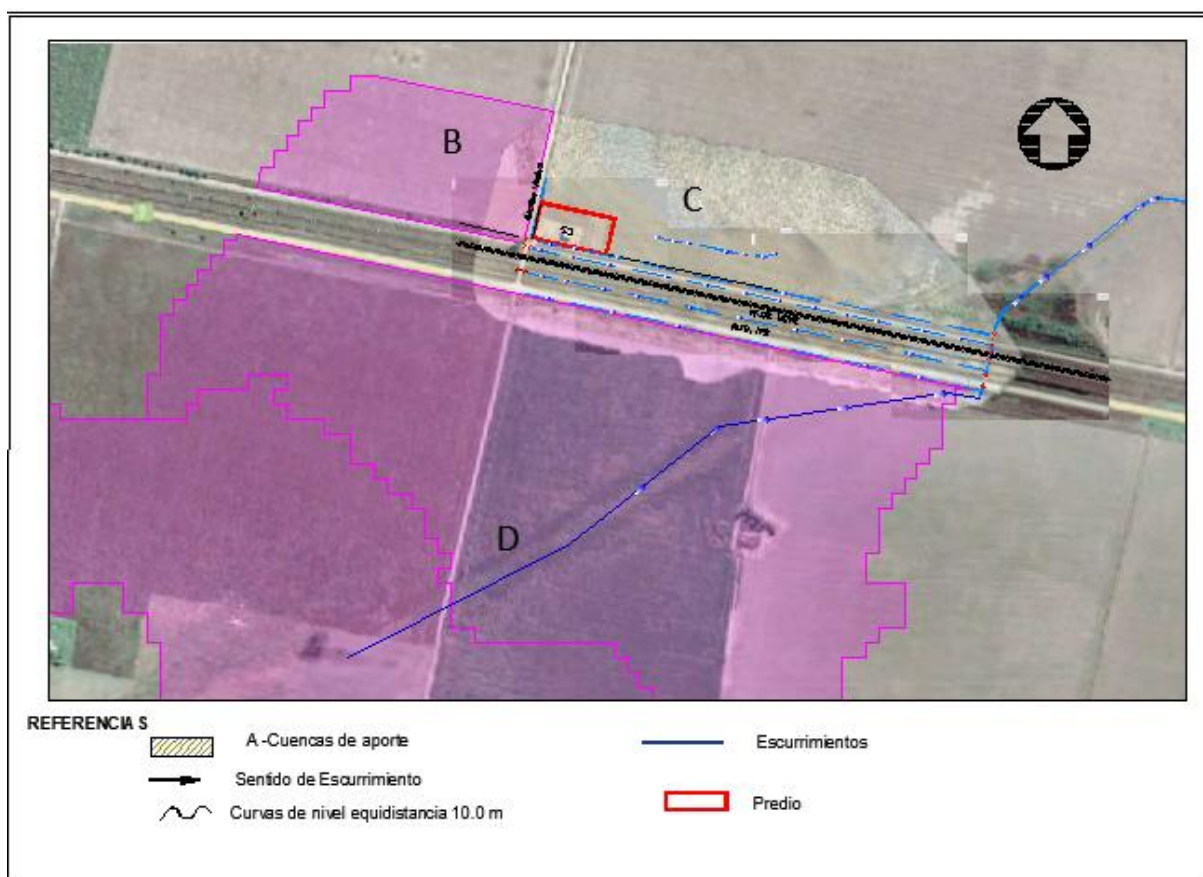 B
C
D
REFERENCIA S
A -Cuencas de aporte
Escurrimientos
Sentido de Escurrimiento
Curvas de nivel equidistancia 10.0 m
Predio